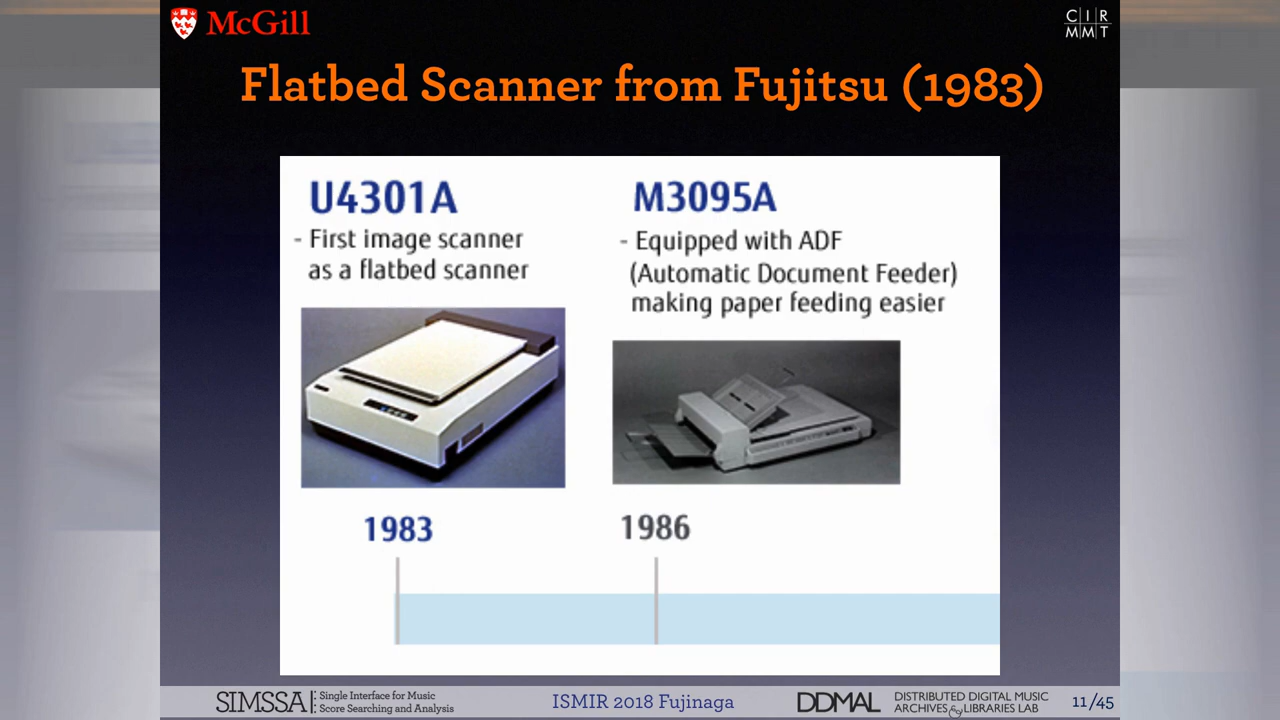 McGill
C I R
M M T
Flatbed Scanner from Fujitsu (1983)
U4301A
- First image scanner
as a flatbed scanner
M3095A
- Equipped with ADF
(Automatic Document Feeder)
making paper feeding easier
1983
1986
SIMSSA
Single Interface for Music
Score Searching and Analysis
ISMIR 2018 Fujinaga
DDMAL
DISTRIBUTED DIGITAL MUSIC
ARCHIVES & LIBRARIES LAB
11/45